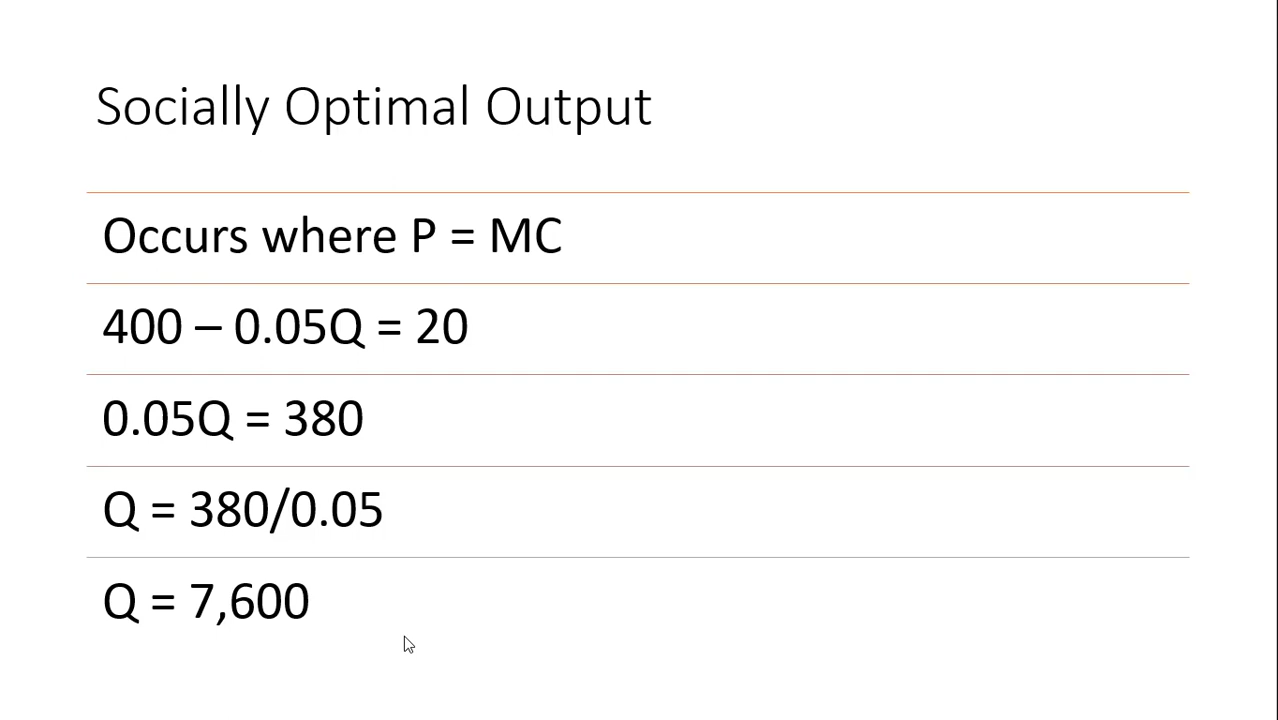 Socially Optimal Output
Occurs where P = MC
400 – 0.05Q = 20
0.05Q = 380
Q = 380/0.05
Q = 7,600